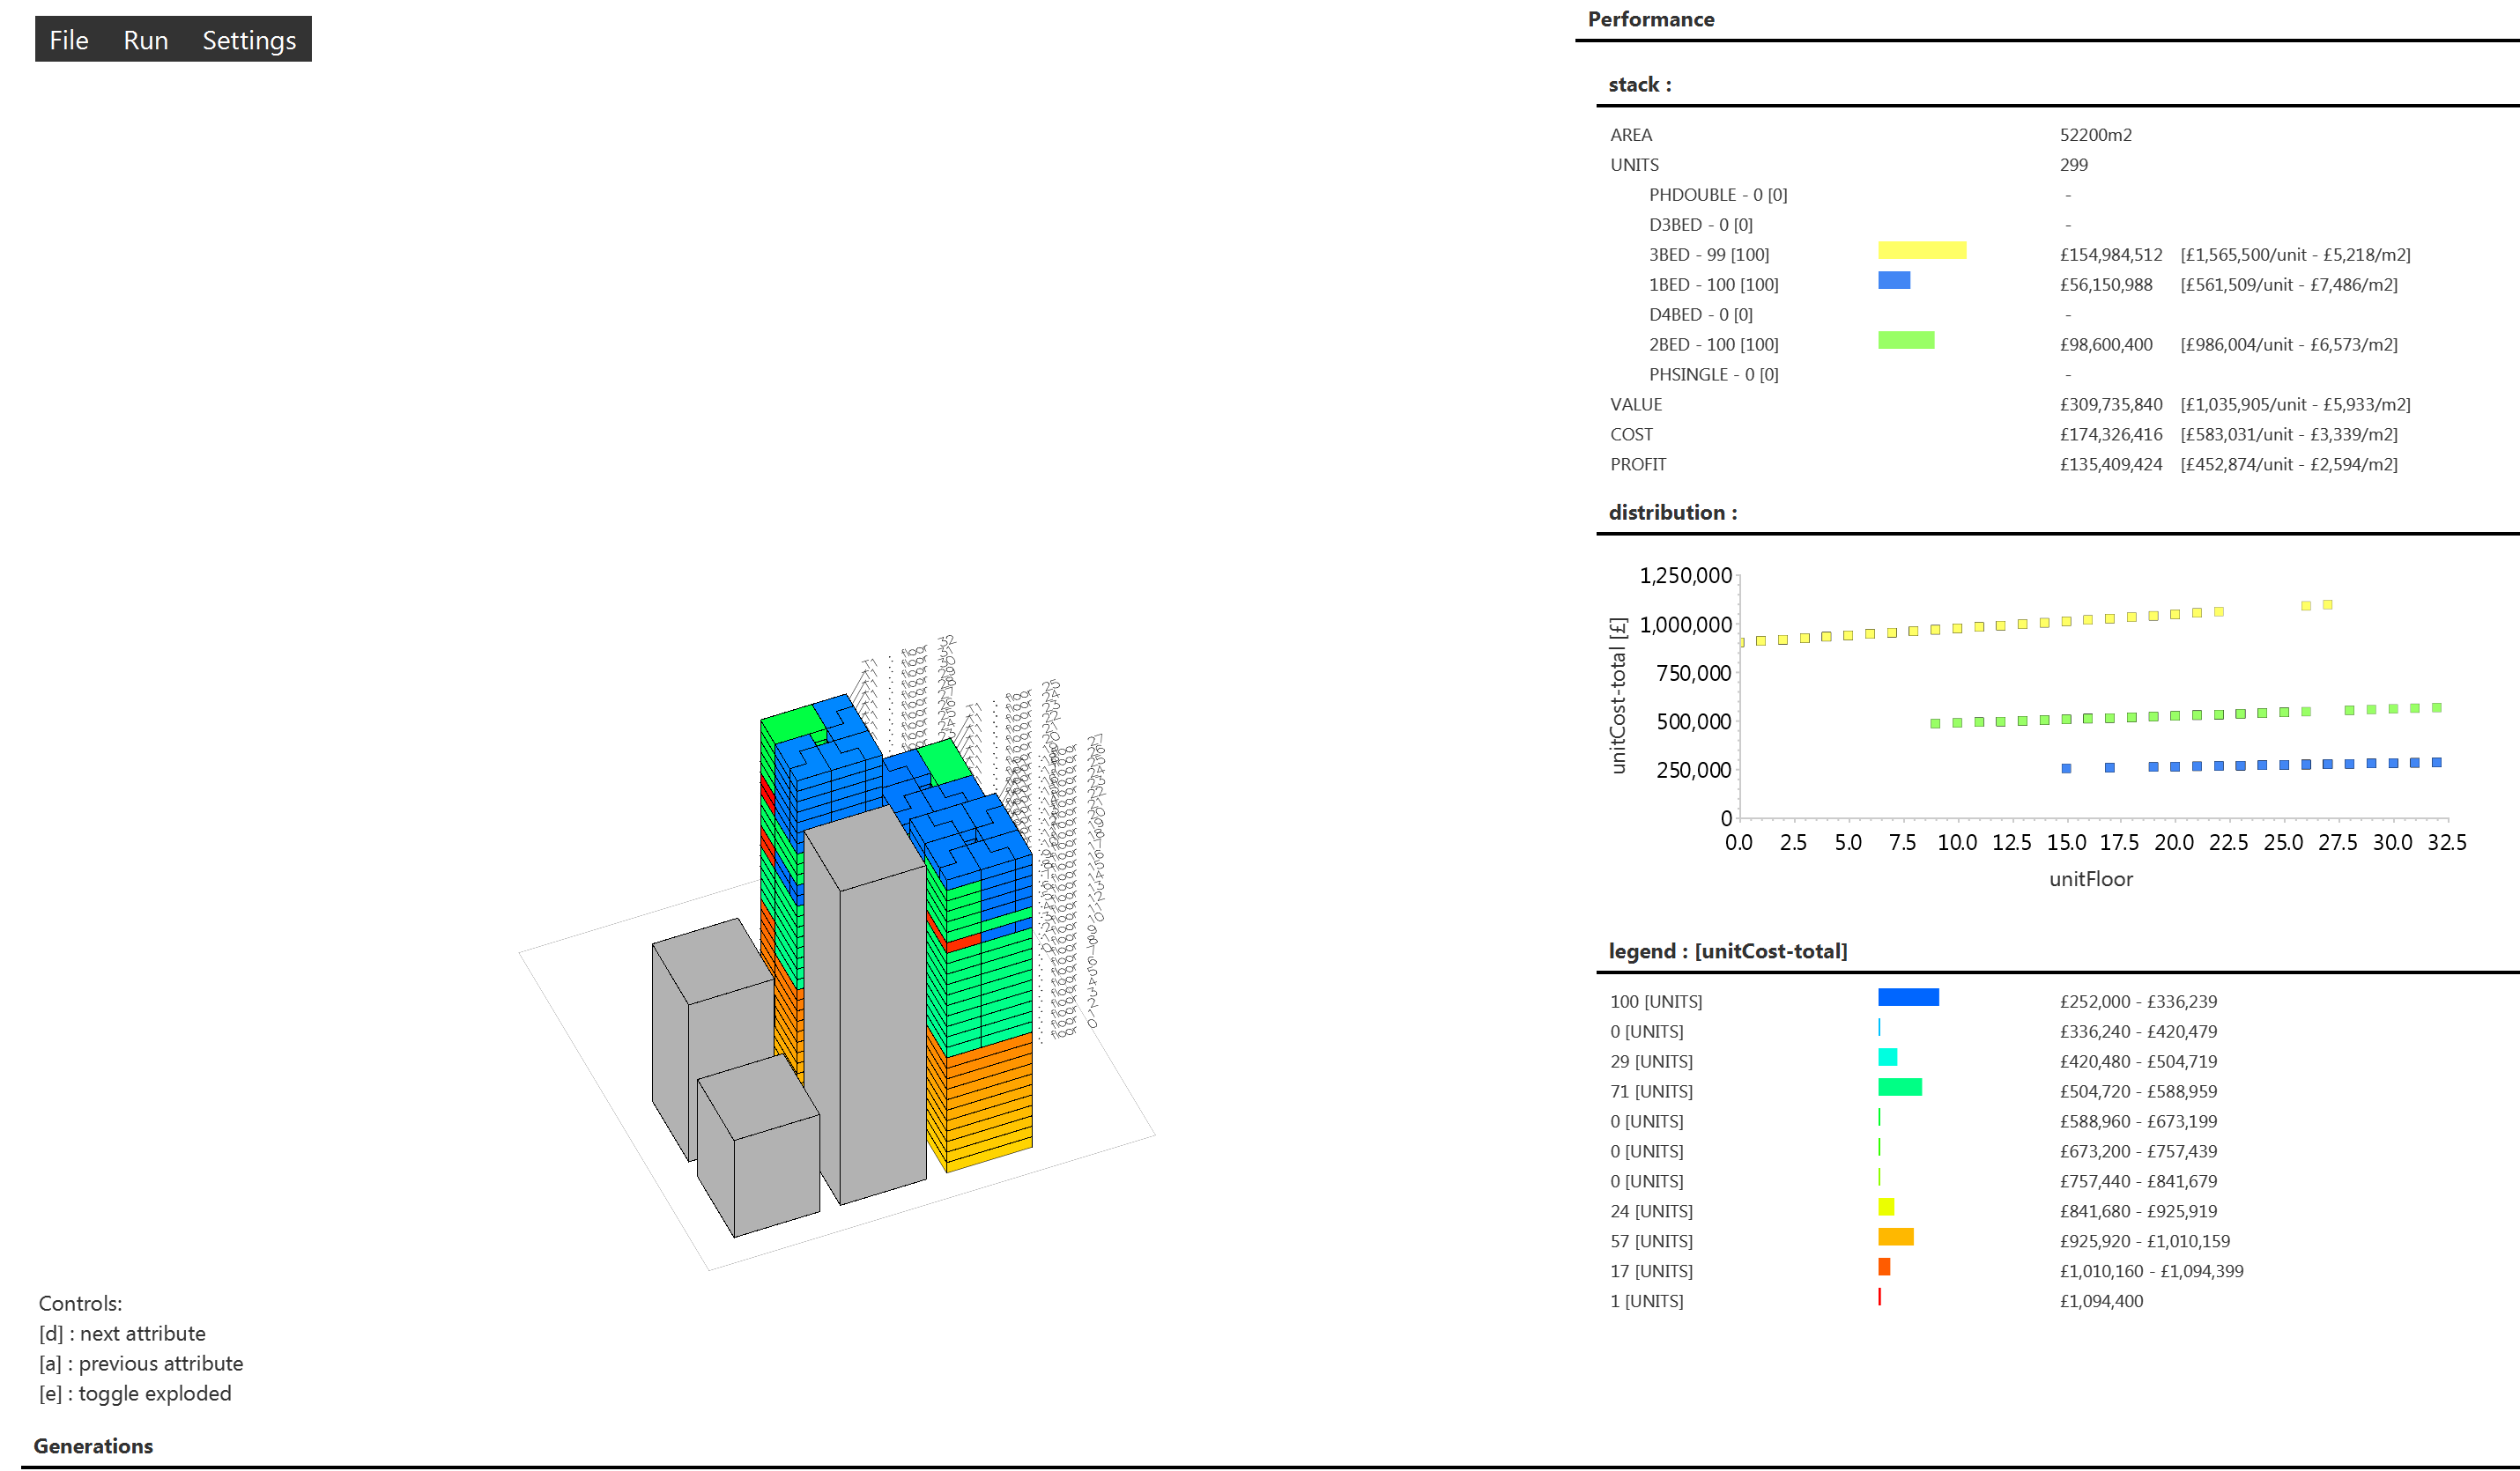 File Run Settings
Performance
stack :
AREA 52200m2
UNITS 299
PHDOUBLE - 0 [0] -
D3BED - 0 [0] -
3BED - 99 [100] £154,984,512 [£1,565,500/unit - £5,218/m2]
1BED - 100 [100] £56,150,988 [£561,509/unit - £7,486/m2]
D4BED - 0 [0] -
2BED - 100 [100] £98,600,400 [£986,004/unit - £6,573/m2]
PHSINGLE - 0 [0] -
VALUE £309,735,840 [£1,035,905/unit - £5,933/m2]
COST £174,326,416 [£583,031/unit - £3,339/m2]
PROFIT £135,409,424 [£452,874/unit - £2,594/m2]
distribution :
unitCost-total [£]
1,250,000
1,000,000
750,000
500,000
250,000
0
0.0 2.5 5.0 7.5 10.0 12.5 15.0 17.5 20.0 22.5 25.0 27.5 30.0 32.5
unitFloor
legend : [unitCost-total]
100 [UNITS] £252,000 - £336,239
0 [UNITS] £336,240 - £420,479
29 [UNITS] £420,480 - £504,719
71 [UNITS] £504,720 - £588,959
0 [UNITS] £588,960 - £673,199
0 [UNITS] £673,200 - £757,439
0 [UNITS] £757,440 - £841,679
24 [UNITS] £841,680 - £925,919
57 [UNITS] £925,920 - £1,010,159
17 [UNITS] £1,010,160 - £1,094,399
1 [UNITS] £1,094,400
Controls:
[d] : next attribute
[a] : previous attribute
[e] : toggle exploded
Generations